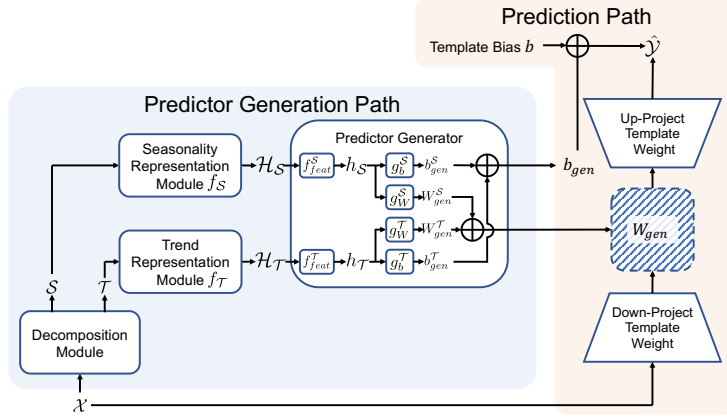 Prediction Path
Template Bias b
Ŷ
Predictor Generation Path
Up-Project
Template
Weight
Predictor Generator
Seasonality
Representation
Module f_S
H_S
f^S_feat
h_S
g^S_b
b^S_gen
b_gen
g^S_W
W^S_gen
W_gen
g^T_W
W^T_gen
Trend
Representation
Module f_T
H_T
f^T_feat
h_T
g^T_b
b^T_gen
S
T
Decomposition
Module
Down-Project
Template
Weight
X